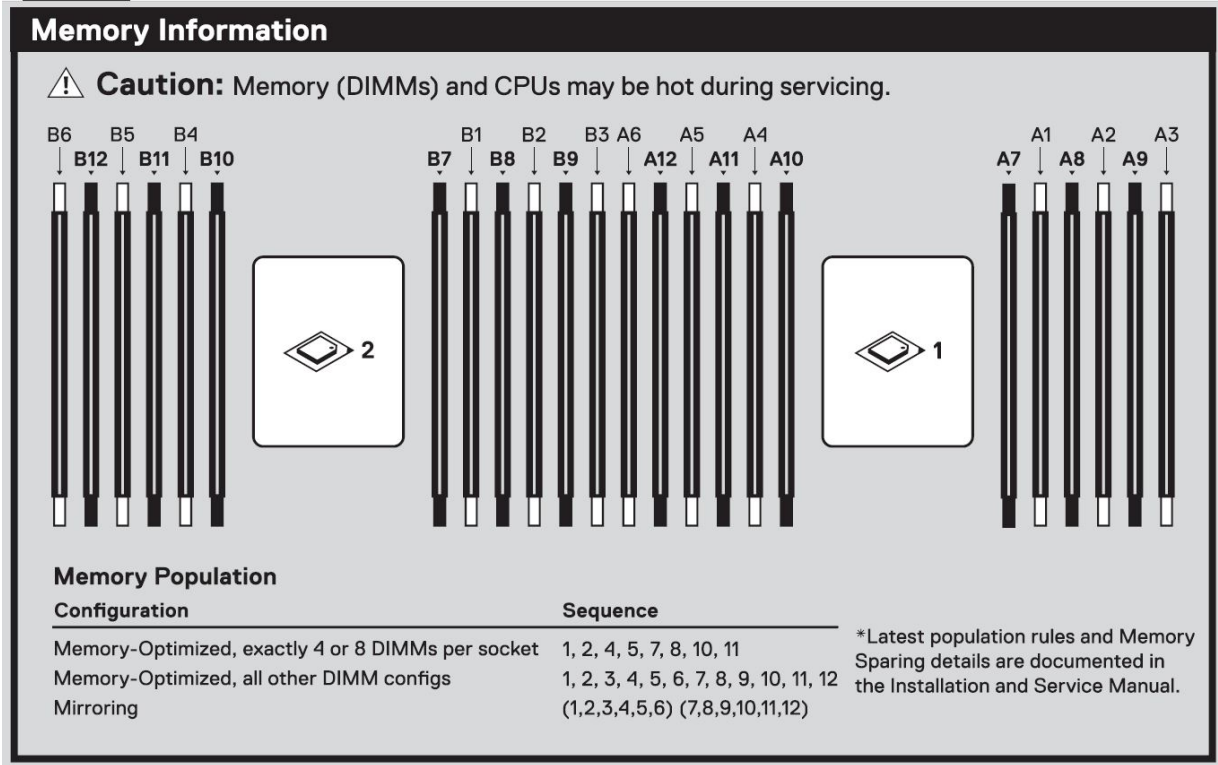 Memory Information
Caution: Memory (DIMMs) and CPUs may be hot during servicing.
B6 B5 B4 B1 B2 B3 A6 A5 A4 A1 A2 A3
B12 B11 B10 B7 B8 B9 A12 A11 A10 A7 A8 A9
2 1
Memory Population
Configuration Sequence
Memory-Optimized, exactly 4 or 8 DIMMs per socket 1, 2, 4, 5, 7, 8, 10, 11
Memory-Optimized, all other DIMM configs 1, 2, 3, 4, 5, 6, 7, 8, 9, 10, 11, 12
Mirroring (1,2,3,4,5,6) (7,8,9,10,11,12)
*Latest population rules and Memory
Sparing details are documented in
the Installation and Service Manual.